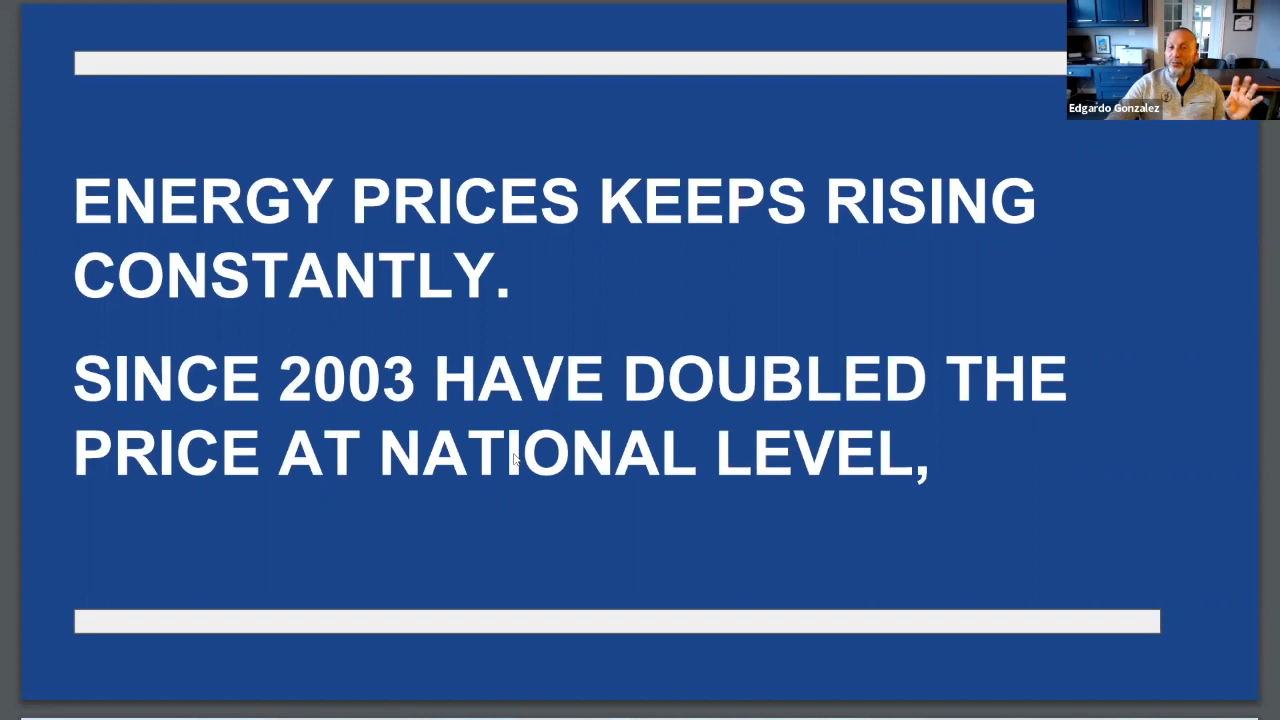 Edgardo Gonzalez
ENERGY PRICES KEEPS RISING
CONSTANTLY.
SINCE 2003 HAVE DOUBLED THE
PRICE AT NATIONAL LEVEL,